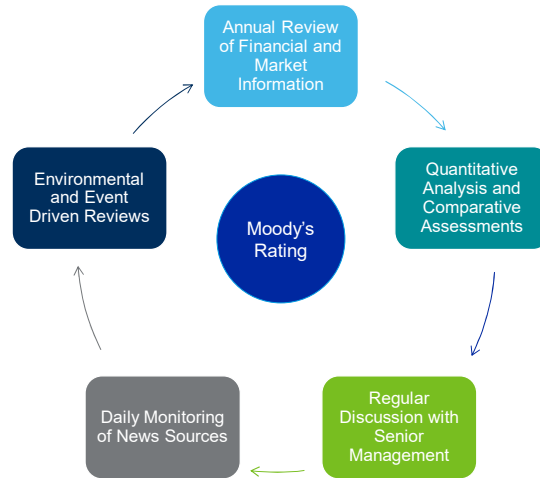 Annual Review
of Financial and
Market
Information
Quantitative
Analysis and
Comparative
Assessments
Regular
Discussion with
Senior
Management
Daily Monitoring
of News Sources
Environmental
and Event
Driven Reviews
Moody's
Rating